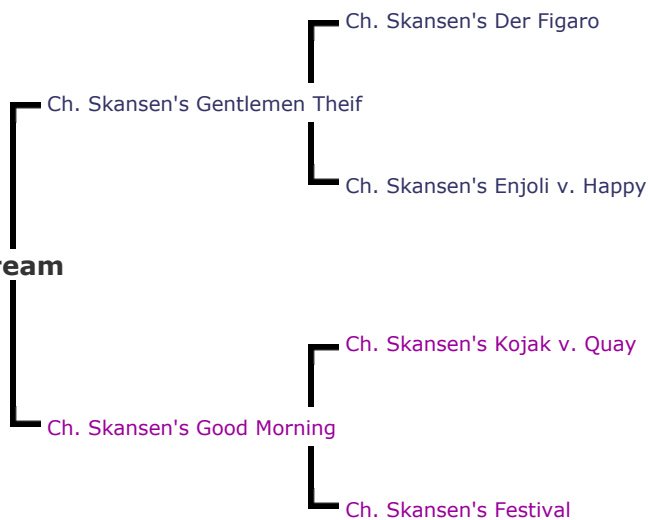 Ch. Skansen's Der Figaro
Ch. Skansen's Gentlemen Theif
Ch. Skansen's Enjoli v. Happy
ream
Ch. Skansen's Kojak v. Quay
Ch. Skansen's Good Morning
Ch. Skansen's Festival